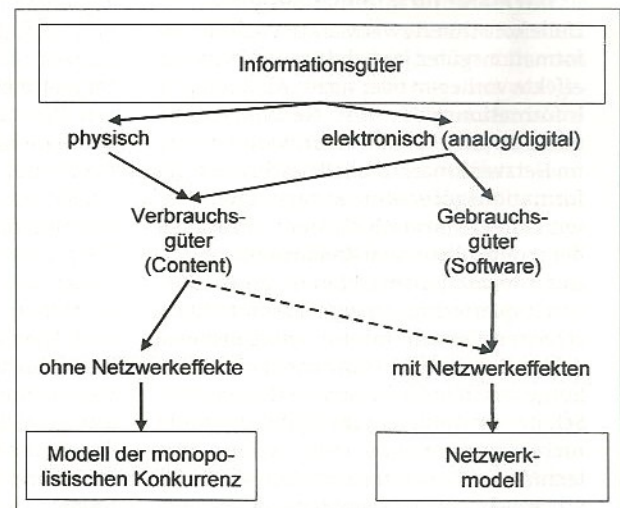 Informationsgüter
physisch elektronisch (analog/digital)
Verbrauchs-
güter
(Content)
Gebrauchs-
güter
(Software)
ohne Netzwerkeffekte mit Netzwerkeffekten
Modell der monopo-
listischen Konkurrenz
Netzwerk-
modell